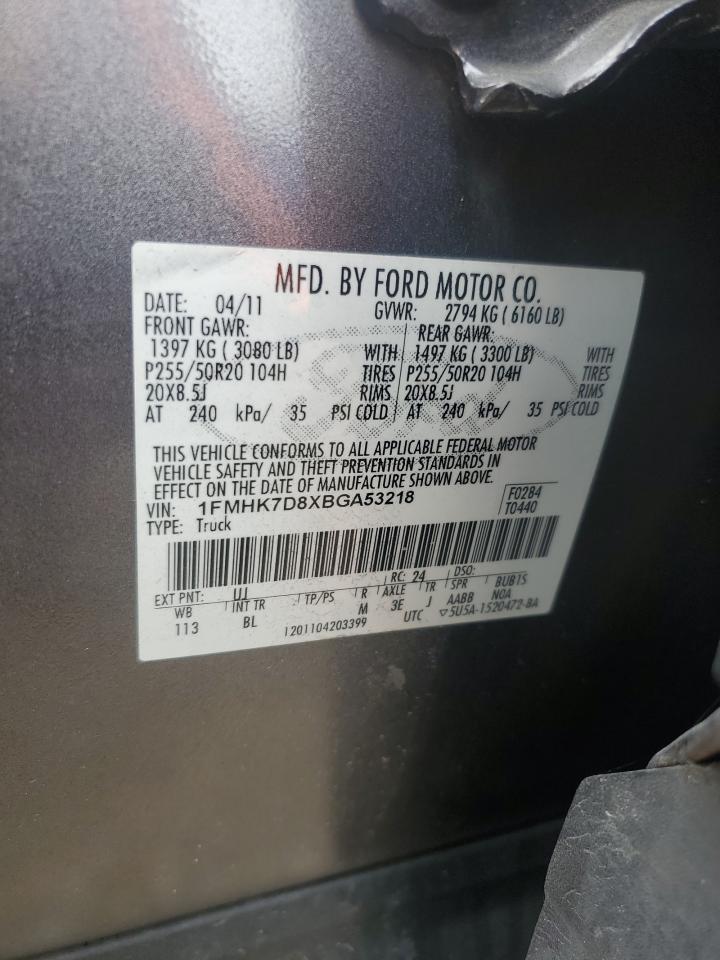 MFD. BY FORD MOTOR CO.
DATE: 04/11 GVWR: 2794 KG ( 6160 LB)
FRONT GAWR: REAR GAWR:
1397 KG ( 3080 LB) WITH 1497 KG ( 3300 LB) WITH
P255/50R20 104H TIRES P255/50R20 104H TIRES
20X8.5J RIMS 20X8.5J RIMS
AT 240 kPa/ 35 PSI COLD AT 240 kPa/ 35 PSI COLD
THIS VEHICLE CONFORMS TO ALL APPLICABLE FEDERAL MOTOR
VEHICLE SAFETY AND THEFT PREVENTION STANDARDS IN
EFFECT ON THE DATE OF MANUFACTURE SHOWN ABOVE.
VIN: 1FMHK7D8XBGA53218 F0284
TYPE: Truck T0440
EXT PNT: UJ RC: 24 DSO:
WB INT TR TP/PS R AXLE TR SPR BUB1S
113 BL M 3E J AABB NOA
1201104203399 UTC ▽5U5A-1520472-BA